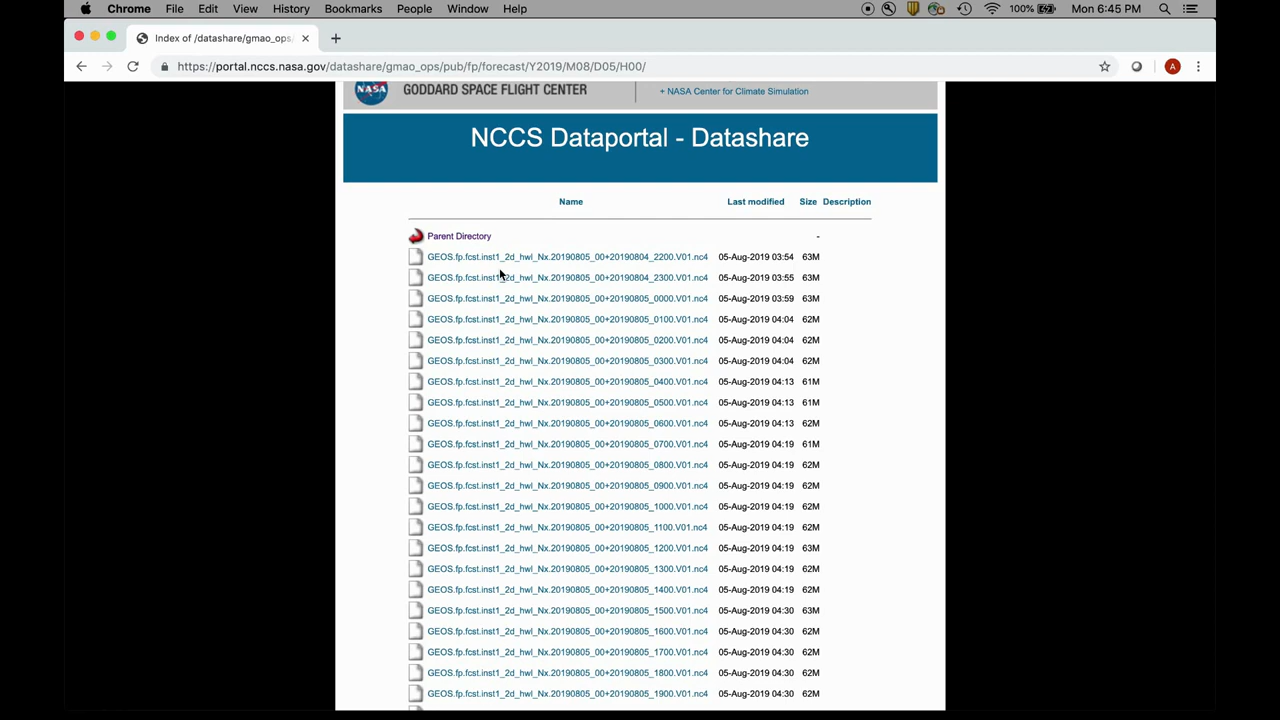 Chrome File Edit View History Bookmarks People Window Help 100% Mon 6:45 PM
Index of /datashare/gmao_ops
https://portal.nccs.nasa.gov/datashare/gmao_ops/pub/fp/forecast/Y2019/M08/D05/H00/ A
NASA GODDARD SPACE FLIGHT CENTER + NASA Center for Climate Simulation
NCCS Dataportal - Datashare
Name Last modified Size Description
Parent Directory -
GEOS.fp.fcst.inst1_2d_hwl_Nx.20190805_00+20190804_2200.V01.nc4 05-Aug-2019 03:54 63M
GEOS.fp.fcst.inst1_2d_hwl_Nx.20190805_00+20190804_2300.V01.nc4 05-Aug-2019 03:55 63M
GEOS.fp.fcst.inst1_2d_hwl_Nx.20190805_00+20190805_0000.V01.nc4 05-Aug-2019 03:59 63M
GEOS.fp.fcst.inst1_2d_hwl_Nx.20190805_00+20190805_0100.V01.nc4 05-Aug-2019 04:04 62M
GEOS.fp.fcst.inst1_2d_hwl_Nx.20190805_00+20190805_0200.V01.nc4 05-Aug-2019 04:04 62M
GEOS.fp.fcst.inst1_2d_hwl_Nx.20190805_00+20190805_0300.V01.nc4 05-Aug-2019 04:04 62M
GEOS.fp.fcst.inst1_2d_hwl_Nx.20190805_00+20190805_0400.V01.nc4 05-Aug-2019 04:13 61M
GEOS.fp.fcst.inst1_2d_hwl_Nx.20190805_00+20190805_0500.V01.nc4 05-Aug-2019 04:13 61M
GEOS.fp.fcst.inst1_2d_hwl_Nx.20190805_00+20190805_0600.V01.nc4 05-Aug-2019 04:13 62M
GEOS.fp.fcst.inst1_2d_hwl_Nx.20190805_00+20190805_0700.V01.nc4 05-Aug-2019 04:19 61M
GEOS.fp.fcst.inst1_2d_hwl_Nx.20190805_00+20190805_0800.V01.nc4 05-Aug-2019 04:19 62M
GEOS.fp.fcst.inst1_2d_hwl_Nx.20190805_00+20190805_0900.V01.nc4 05-Aug-2019 04:19 62M
GEOS.fp.fcst.inst1_2d_hwl_Nx.20190805_00+20190805_1000.V01.nc4 05-Aug-2019 04:19 62M
GEOS.fp.fcst.inst1_2d_hwl_Nx.20190805_00+20190805_1100.V01.nc4 05-Aug-2019 04:19 62M
GEOS.fp.fcst.inst1_2d_hwl_Nx.20190805_00+20190805_1200.V01.nc4 05-Aug-2019 04:19 63M
GEOS.fp.fcst.inst1_2d_hwl_Nx.20190805_00+20190805_1300.V01.nc4 05-Aug-2019 04:19 62M
GEOS.fp.fcst.inst1_2d_hwl_Nx.20190805_00+20190805_1400.V01.nc4 05-Aug-2019 04:19 62M
GEOS.fp.fcst.inst1_2d_hwl_Nx.20190805_00+20190805_1500.V01.nc4 05-Aug-2019 04:30 63M
GEOS.fp.fcst.inst1_2d_hwl_Nx.20190805_00+20190805_1600.V01.nc4 05-Aug-2019 04:30 62M
GEOS.fp.fcst.inst1_2d_hwl_Nx.20190805_00+20190805_1700.V01.nc4 05-Aug-2019 04:30 62M
GEOS.fp.fcst.inst1_2d_hwl_Nx.20190805_00+20190805_1800.V01.nc4 05-Aug-2019 04:30 62M
GEOS.fp.fcst.inst1_2d_hwl_Nx.20190805_00+20190805_1900.V01.nc4 05-Aug-2019 04:30 62M